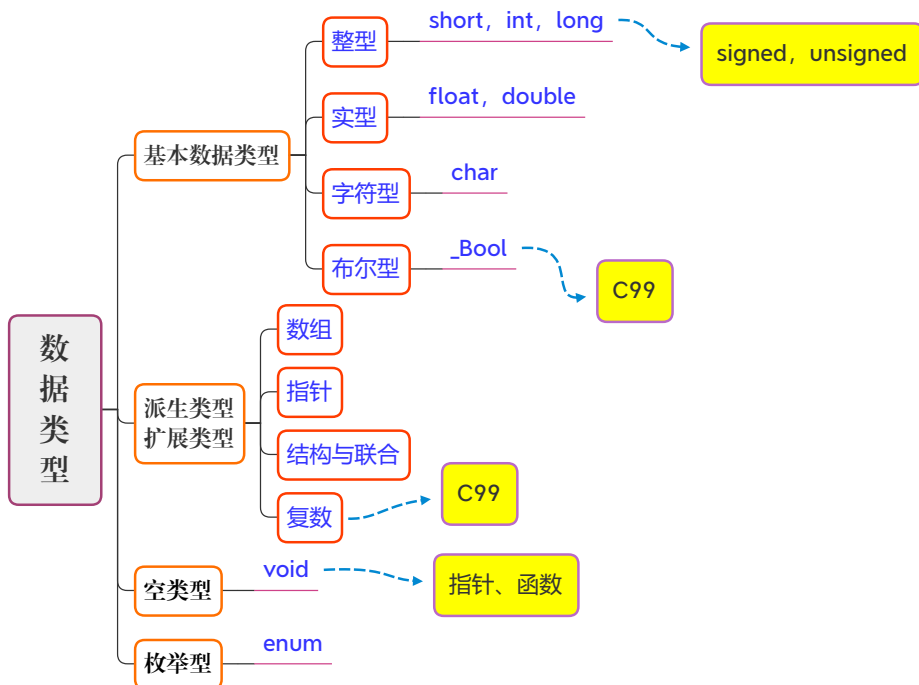 数
据
类
型
基本数据类型
整型
short，int，long
signed，unsigned
实型
float，double
字符型
char
布尔型
_Bool
C99
派生类型
扩展类型
数组
指针
结构与联合
复数
C99
空类型
void
指针、函数
枚举型
enum